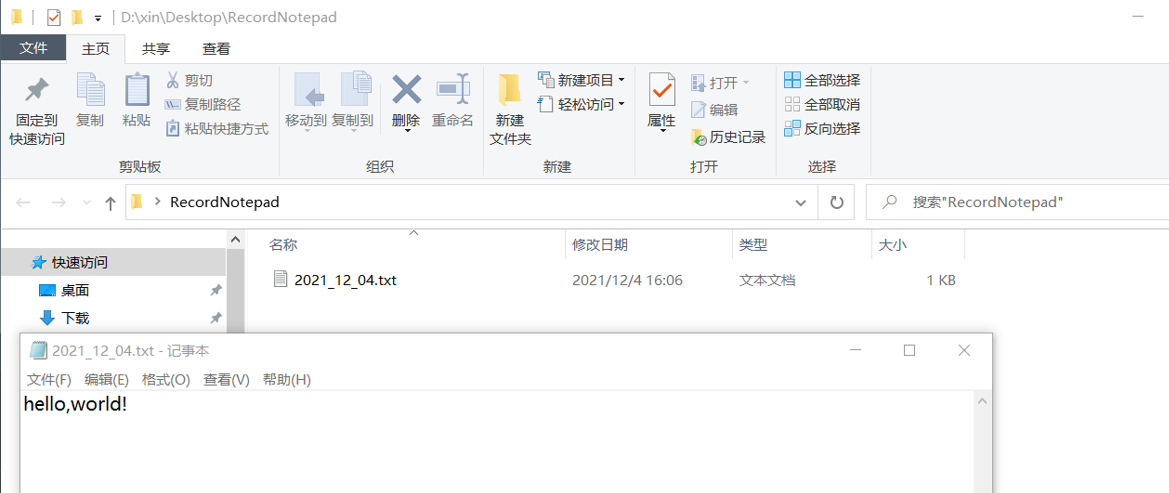 D:\xin\Desktop\RecordNotepad
文件 主页 共享 查看
固定到
快速访问
复制
粘贴
剪切
复制路径
粘贴快捷方式
剪贴板
移动到 复制到 删除 重命名
组织
新建
文件夹
新建项目
轻松访问
新建
属性
打开
编辑
历史记录
打开
全部选择
全部取消
反向选择
选择
RecordNotepad
搜索"RecordNotepad"
名称 修改日期 类型 大小
快速访问
桌面
下载
2021_12_04.txt 2021/12/4 16:06 文本文档 1 KB
2021_12_04.txt - 记事本
文件(F) 编辑(E) 格式(O) 查看(V) 帮助(H)
hello,world!